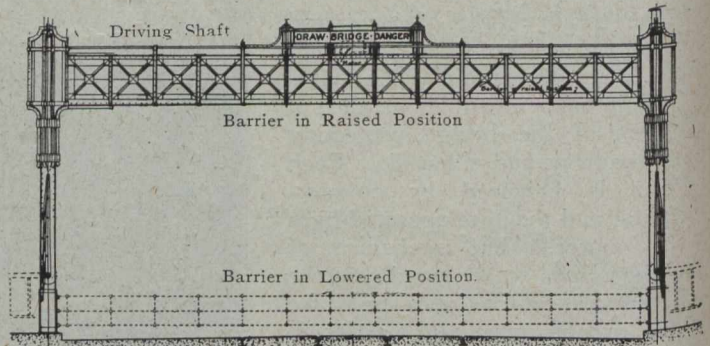 Driving Shaft
DRAW·BRIDGE·DANGER
Barrier in Raised Position
Barrier in Lowered Position.